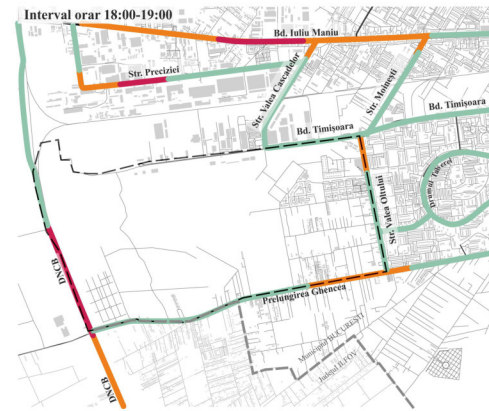 Interval orar 18:00-19:00
Bd. Iuliu Maniu
Str. Preciziei
Str. Valea Cascadelor
Str. Moinești
Bd. Timișoara
Bd. Timișoara
Drumul Taberei
Str. Valea Oltului
DNCB
Prelungirea Ghencea
Municipiul BUCUREȘTI
Județul ILFOV
DNCB